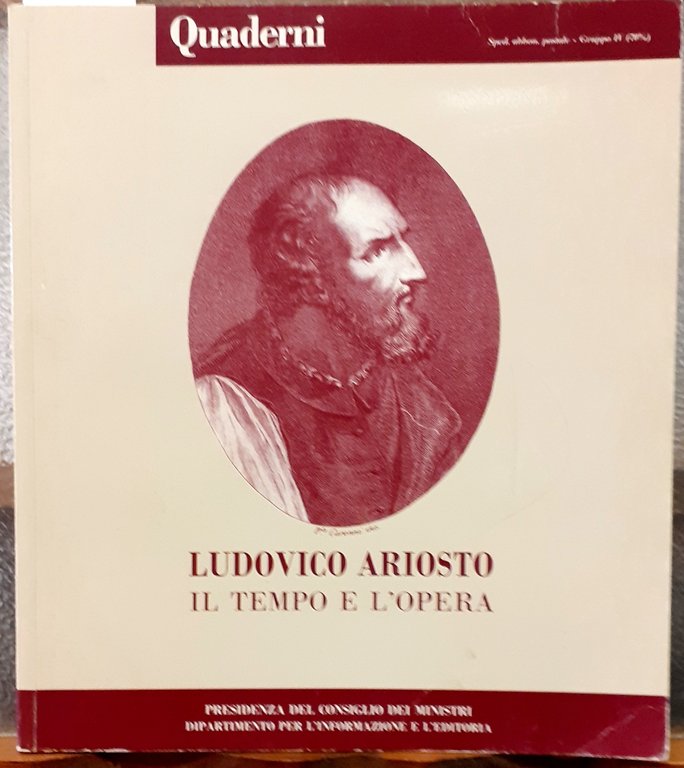 Quaderni
Sped. abbon. postale - Gruppo IV (70%)
LUDOVICO ARIOSTO
IL TEMPO E L'OPERA
PRESIDENZA DEL CONSIGLIO DEI MINISTRI
DIPARTIMENTO PER L'INFORMAZIONE E L'EDITORIA